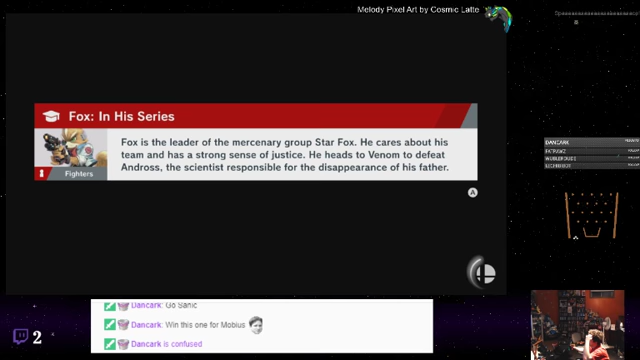 Melody Pixel Art by Cosmic Latte
Fox: In His Series
Fox is the leader of the mercenary group Star Fox. He cares about his
team and has a strong sense of justice. He heads to Venom to defeat
Andross, the scientist responsible for the disappearance of his father.
Fighters
A
DANCARK
Dancark: Go Sanic
Dancark: Win this one for Mobius
Dancark is confused
2